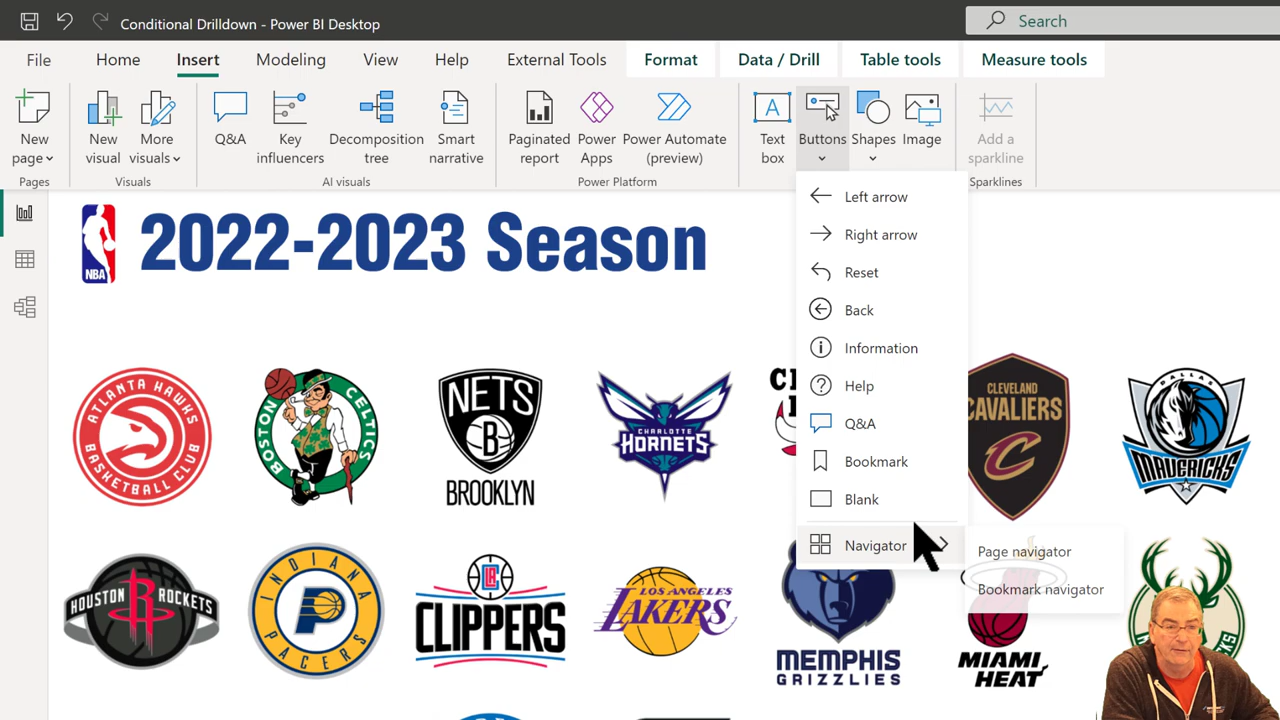 Conditional Drilldown - Power BI Desktop
Search
File Home Insert Modeling View Help External Tools Format Data / Drill Table tools Measure tools
New page
New visual
More visuals
Q&A
Key influencers
Decomposition tree
Smart narrative
Paginated report
Power Apps
Power Automate (preview)
Text box
Buttons
Shapes
Image
Add a sparkline
Pages
Visuals
AI visuals
Power Platform
Sparklines
Left arrow
Right arrow
Reset
Back
Information
Help
Q&A
Bookmark
Blank
Navigator
Page navigator
Bookmark navigator
NBA
2022-2023 Season
ATLANTA HAWKS
BASKETBALL CLUB
BOSTON CELTICS
NETS
B
BROOKLYN
CHARLOTTE
HORNETS
CLEVELAND
CAVALIERS
C
DALLAS
MAVERICKS
HOUSTON ROCKETS
R
INDIANA
PACERS
LA
CLIPPERS
LOS ANGELES
LAKERS
MEMPHIS
GRIZZLIES
MIAMI
HEAT